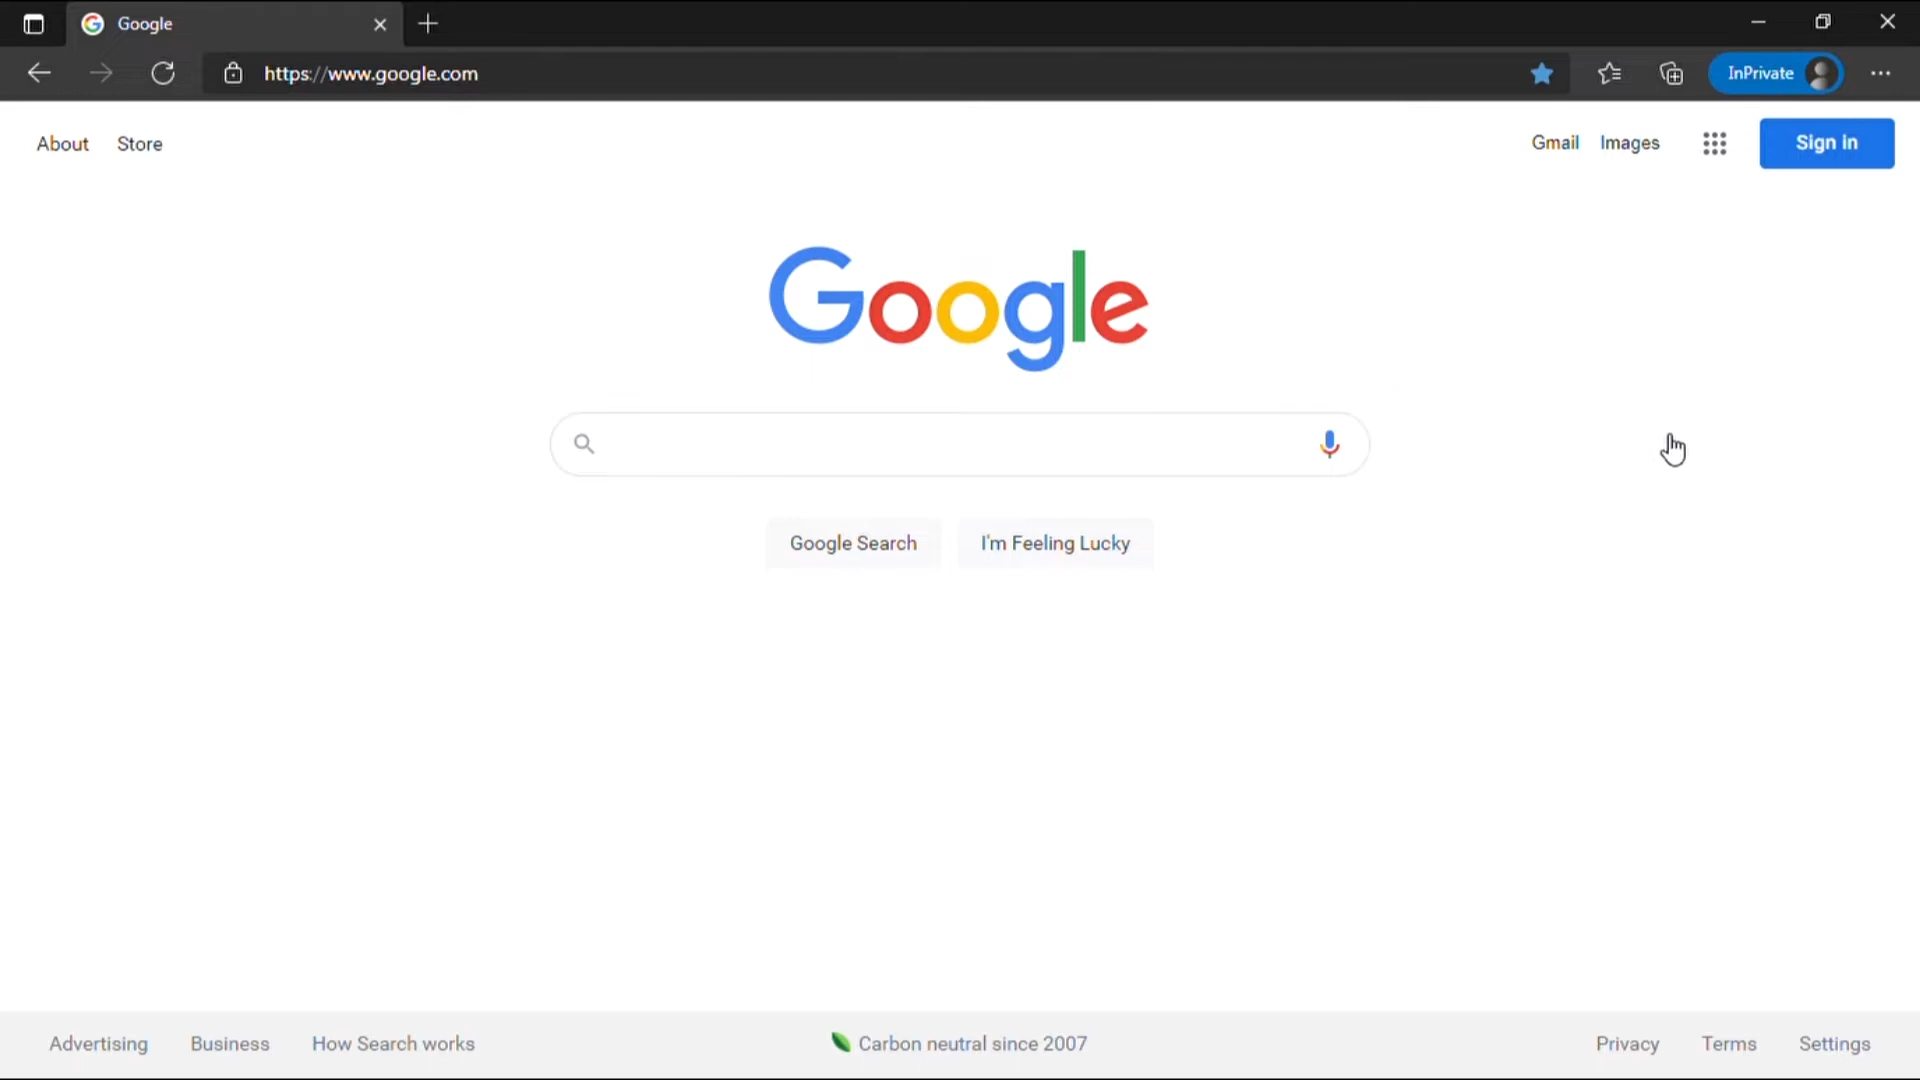 Google
https://www.google.com
InPrivate
About Store
Gmail Images
Sign in
Google
Google Search
I'm Feeling Lucky
Advertising Business How Search works
Carbon neutral since 2007
Privacy Terms Settings